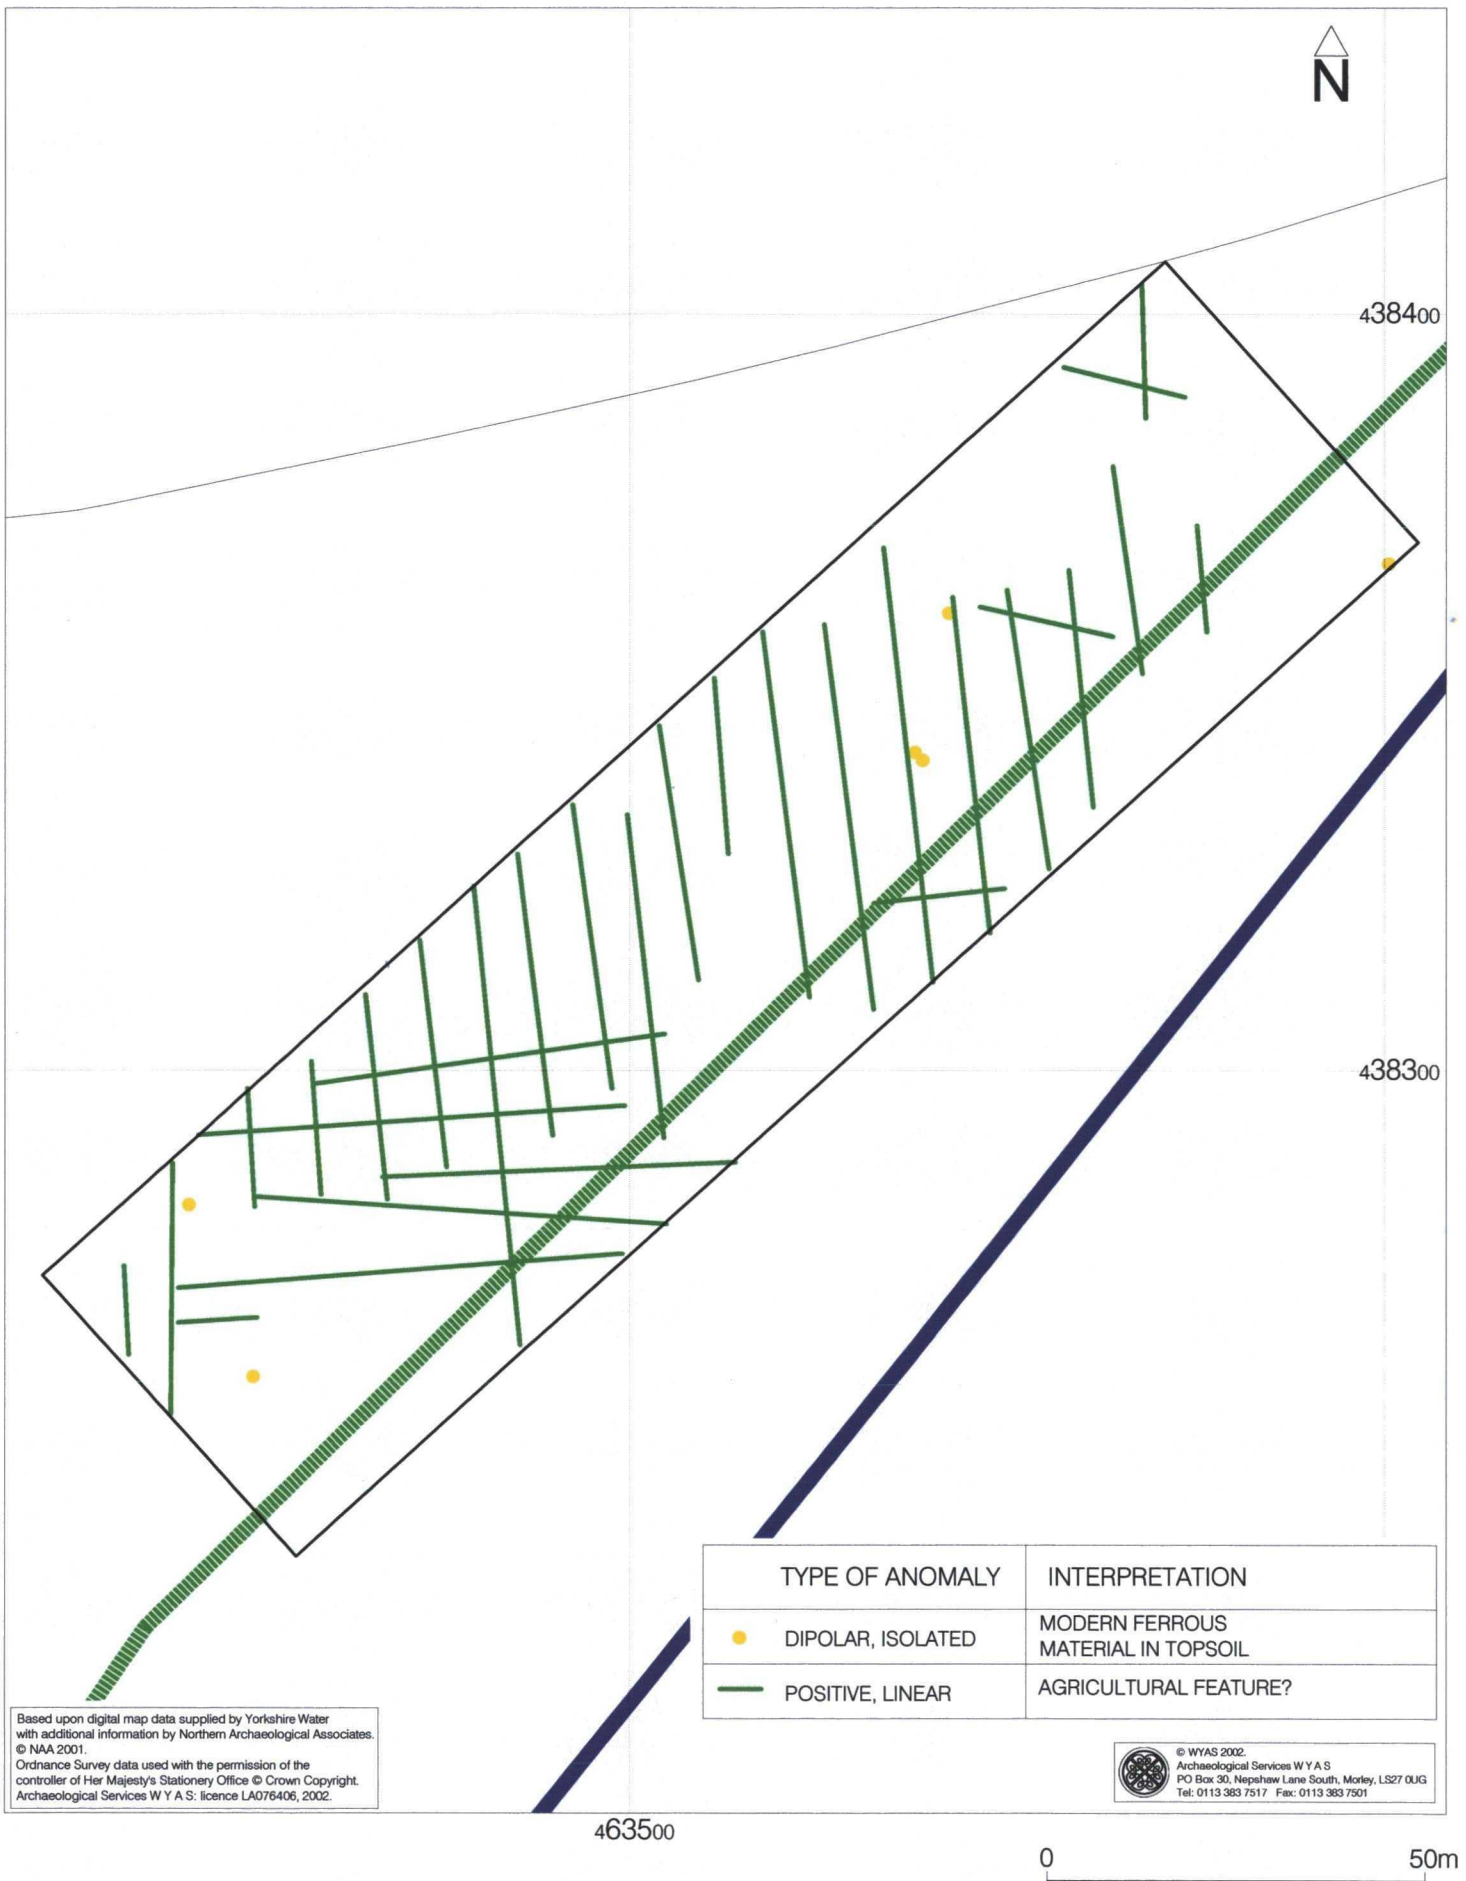 N
438400
438300
TYPE OF ANOMALY INTERPRETATION
DIPOLAR, ISOLATED
MODERN FERROUS
MATERIAL IN TOPSOIL
POSITIVE, LINEAR
AGRICULTURAL FEATURE?
Based upon digital map data supplied by Yorkshire Water
with additional information by Northern Archaeological Associates.
© NAA 2001.
Ordnance Survey data used with the permission of the
controller of Her Majesty's Stationery Office © Crown Copyright.
Archaeological Services W Y A S: licence LA076406, 2002.
© WYAS 2002.
Archaeological Services W Y A S
PO Box 30, Nepshaw Lane South, Morley, LS27 0UG
Tel: 0113 383 7517 Fax: 0113 383 7501
463500
0 50m